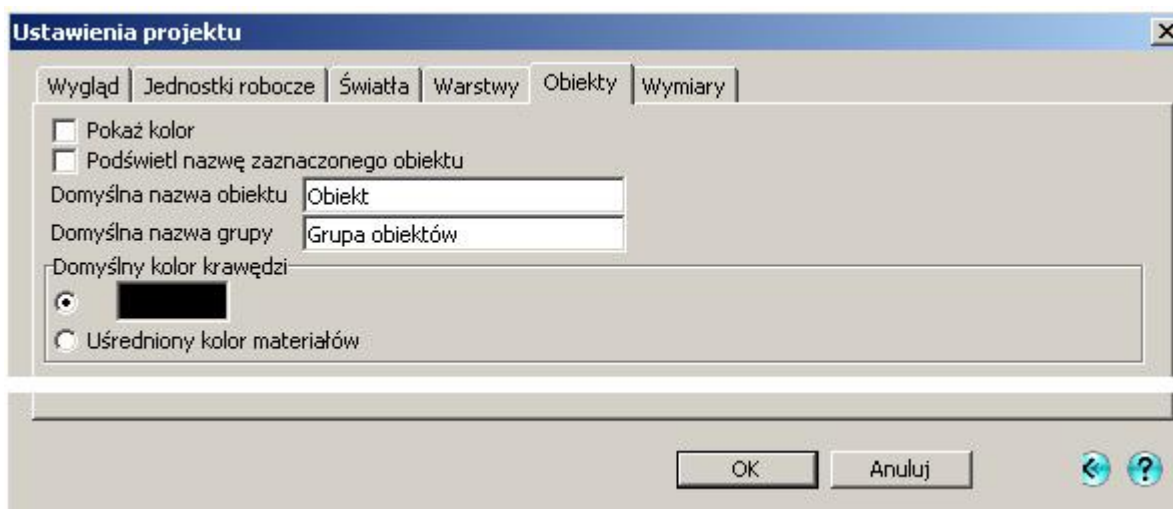 Ustawienia projektu
Wygląd Jednostki robocze Światła Warstwy Obiekty Wymiary
Pokaż kolor
Podświetl nazwę zaznaczonego obiektu
Domyślna nazwa obiektu Obiekt
Domyślna nazwa grupy Grupa obiektów
Domyślny kolor krawędzi
Uśredniony kolor materiałów
OK Anuluj